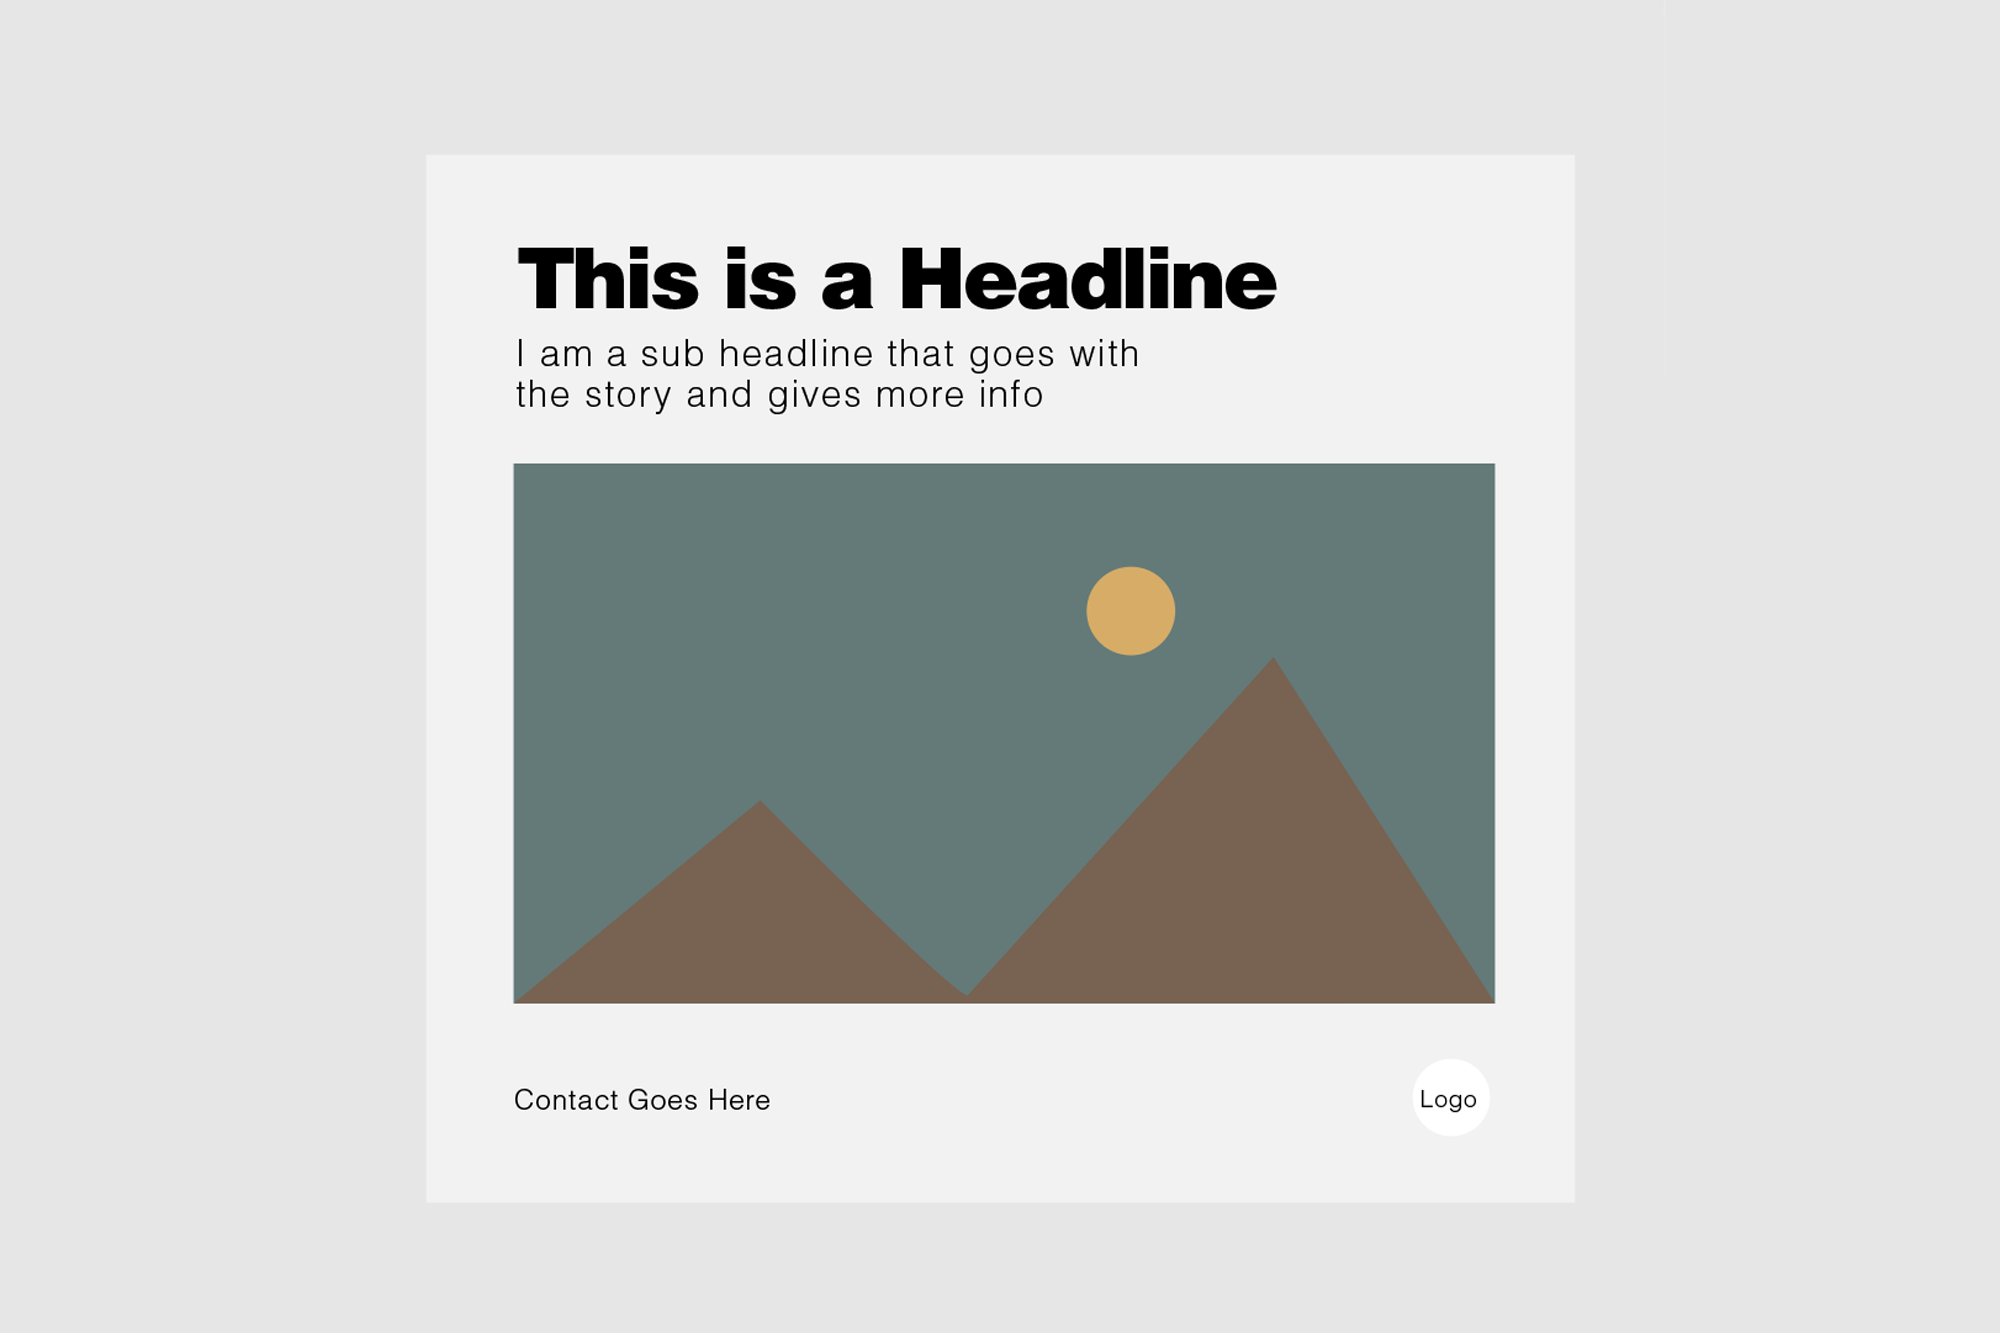 This is a Headline
I am a sub headline that goes with
the story and gives more info
Contact Goes Here
Logo